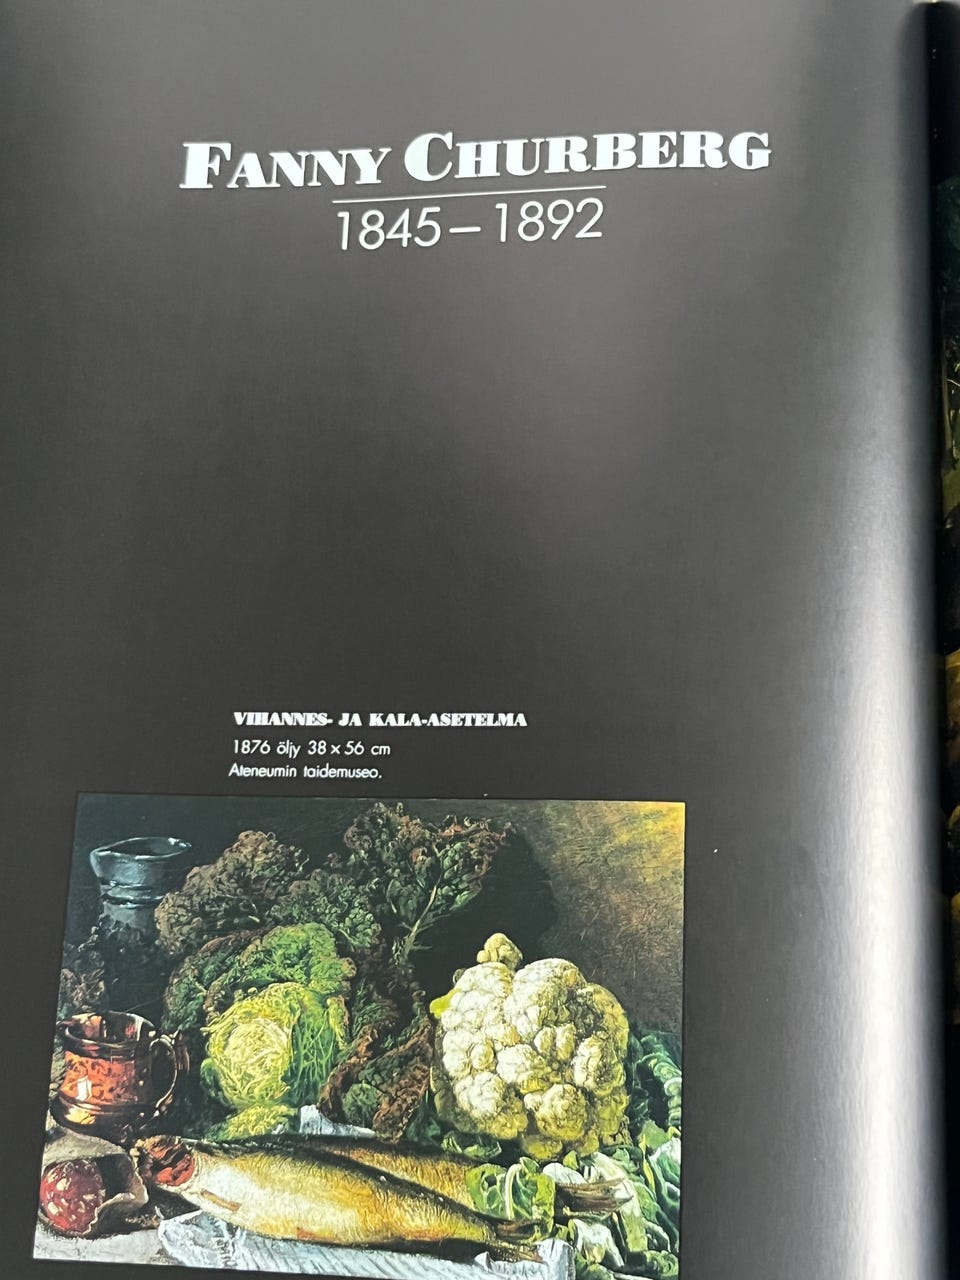 FANNY CHURBERG
1845–1892
VIHANNES- JA KALA-ASETELMA
1876 öljy 38 x 56 cm
Ateneumin taidemuseo.